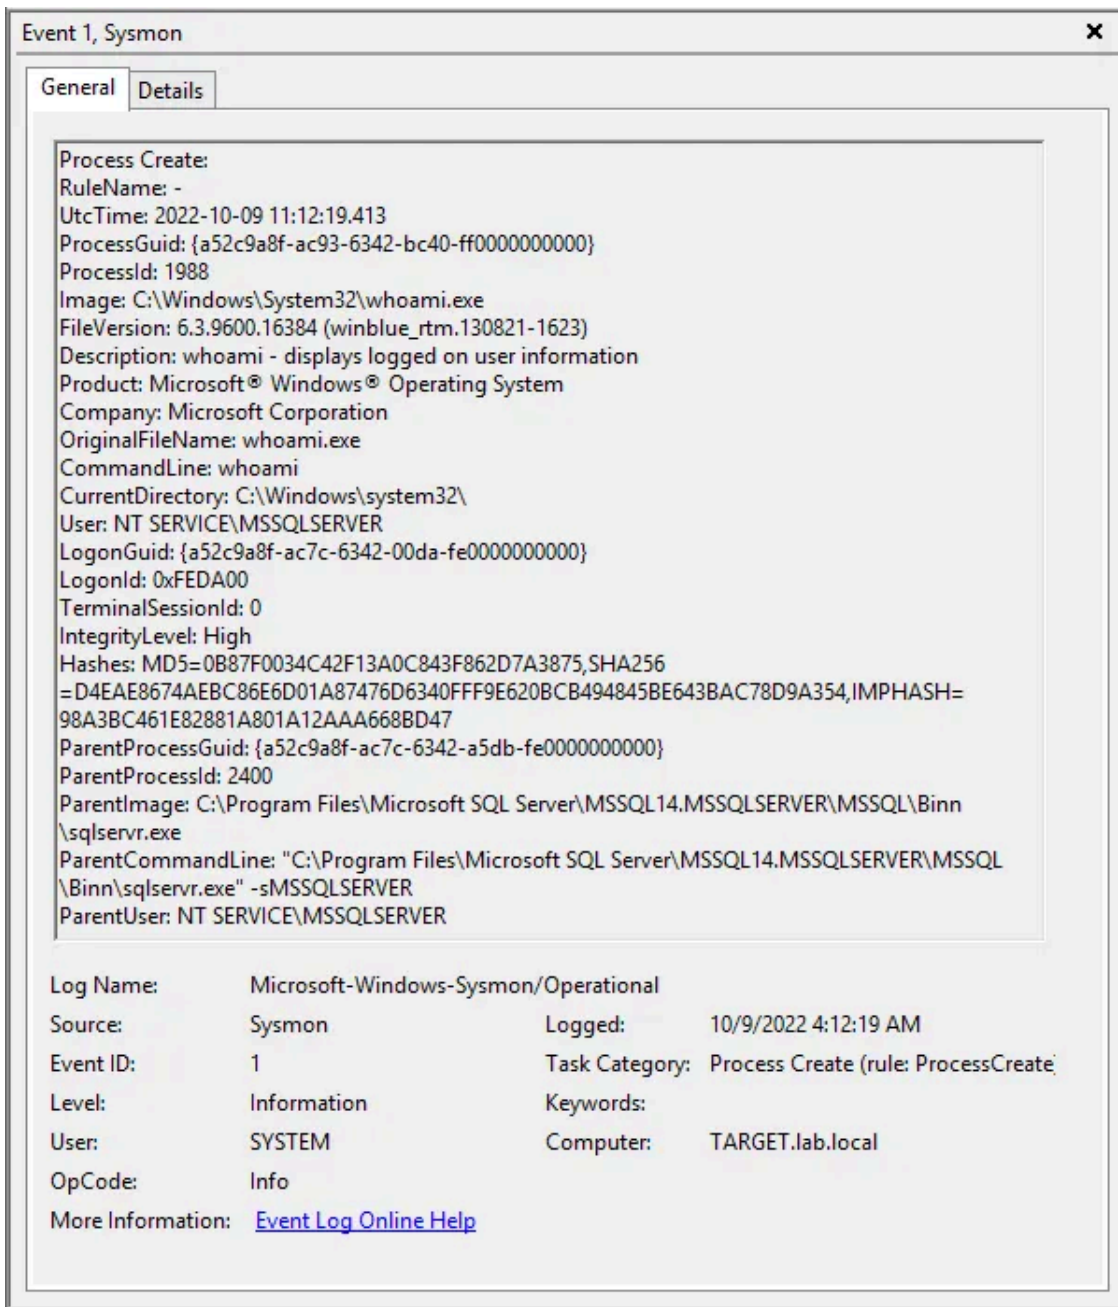 Event 1, Sysmon
General
Details
Process Create:
RuleName: -
UtcTime: 2022-10-09 11:12:19.413
ProcessGuid: {a52c9a8f-ac93-6342-bc40-ff0000000000}
ProcessId: 1988
Image: C:\Windows\System32\whoami.exe
FileVersion: 6.3.9600.16384 (winblue_rtm.130821-1623)
Description: whoami - displays logged on user information
Product: Microsoft® Windows® Operating System
Company: Microsoft Corporation
OriginalFileName: whoami.exe
CommandLine: whoami
CurrentDirectory: C:\Windows\system32\
User: NT SERVICE\MSSQLSERVER
LogonGuid: {a52c9a8f-ac7c-6342-00da-fe0000000000}
LogonId: 0xFEDA00
TerminalSessionId: 0
IntegrityLevel: High
Hashes: MD5=0B87F0034C42F13A0C843F862D7A3875,SHA256
=D4EAE8674AEBC86E6D01A87476D6340FFF9E620BCB494845BE643BAC78D9A354,IMPHASH=
98A3BC461E82881A801A12AAA668BD47
ParentProcessGuid: {a52c9a8f-ac7c-6342-a5db-fe0000000000}
ParentProcessId: 2400
ParentImage: C:\Program Files\Microsoft SQL Server\MSSQL14.MSSQLSERVER\MSSQL\Binn
\sqlservr.exe
ParentCommandLine: "C:\Program Files\Microsoft SQL Server\MSSQL14.MSSQLSERVER\MSSQL
\Binn\sqlservr.exe" -sMSSQLSERVER
ParentUser: NT SERVICE\MSSQLSERVER
Log Name: Microsoft-Windows-Sysmon/Operational
Source: Sysmon Logged: 10/9/2022 4:12:19 AM
Event ID: 1 Task Category: Process Create (rule: ProcessCreate)
Level: Information Keywords:
User: SYSTEM Computer: TARGET.lab.local
OpCode: Info
More Information: Event Log Online Help